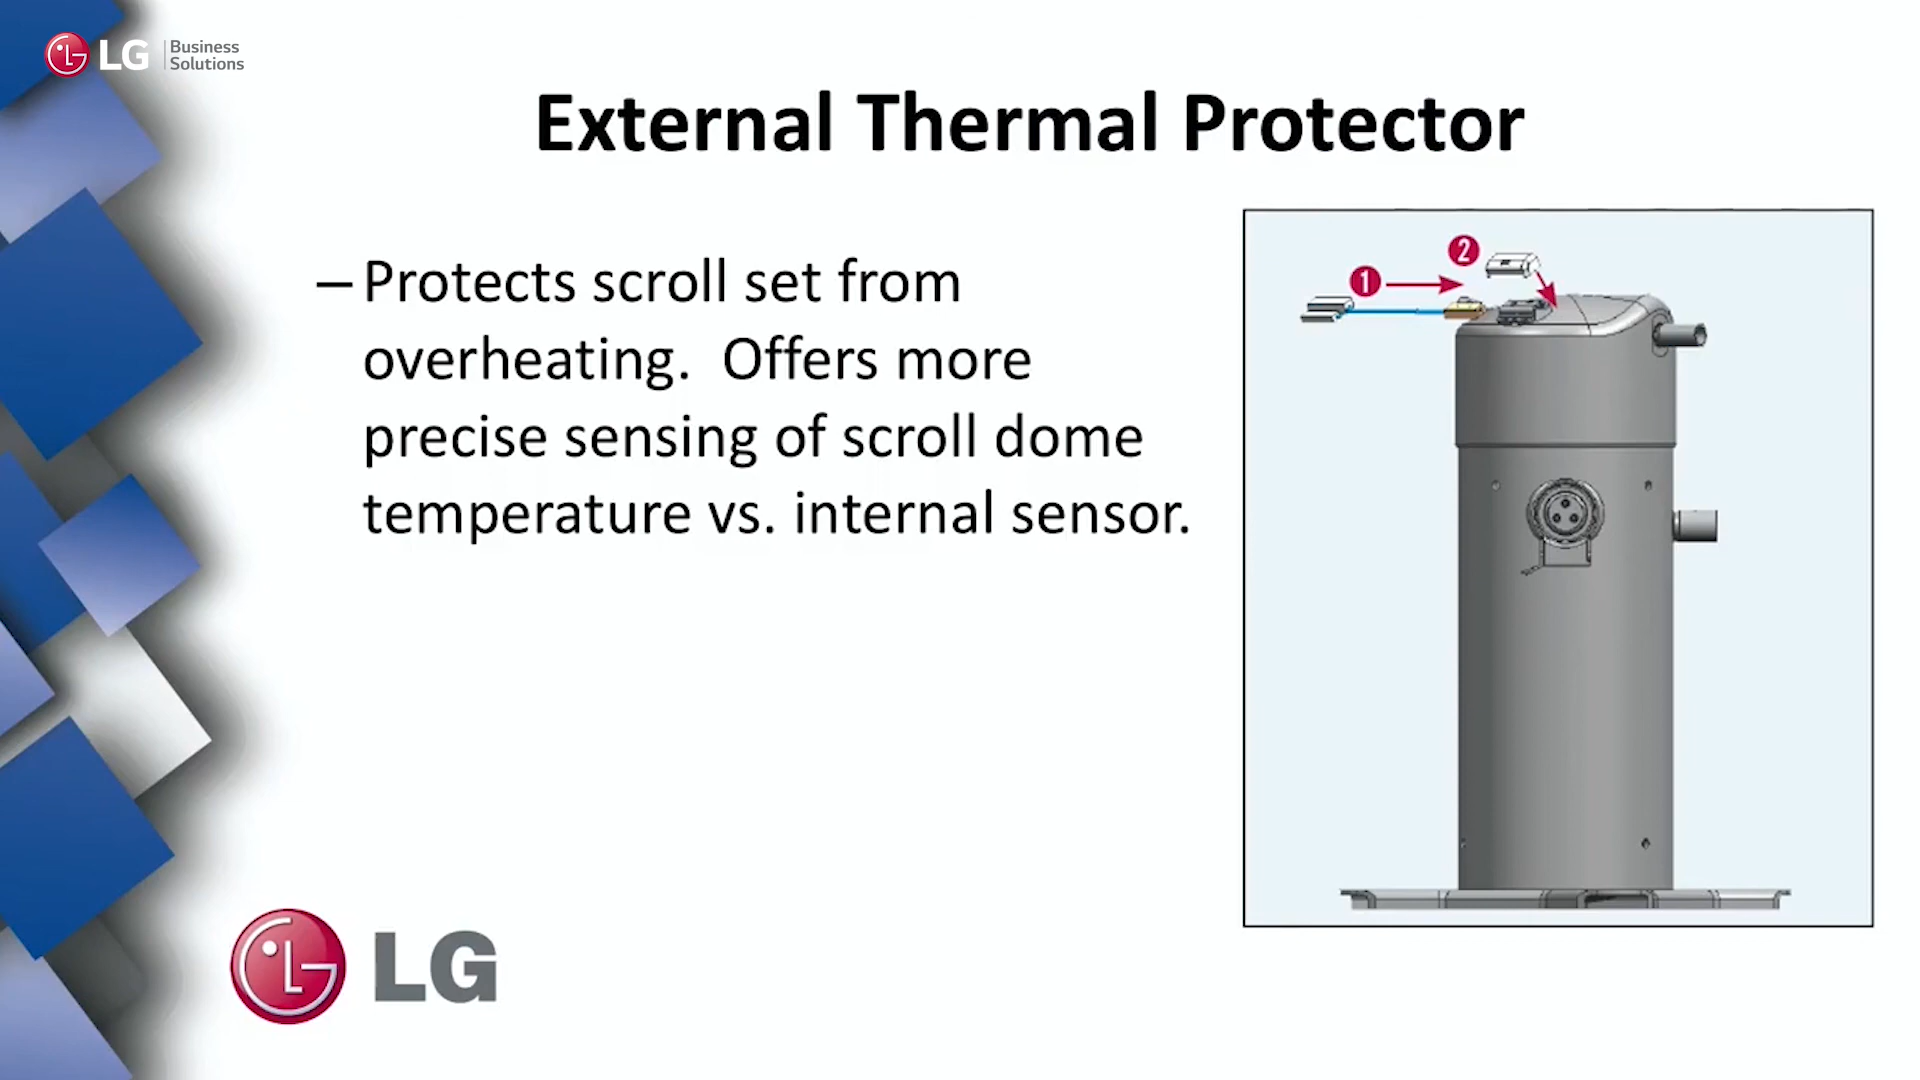 LG Business
Solutions
External Thermal Protector
– Protects scroll set from
overheating.  Offers more
precise sensing of scroll dome
temperature vs. internal sensor.
1
2
LG